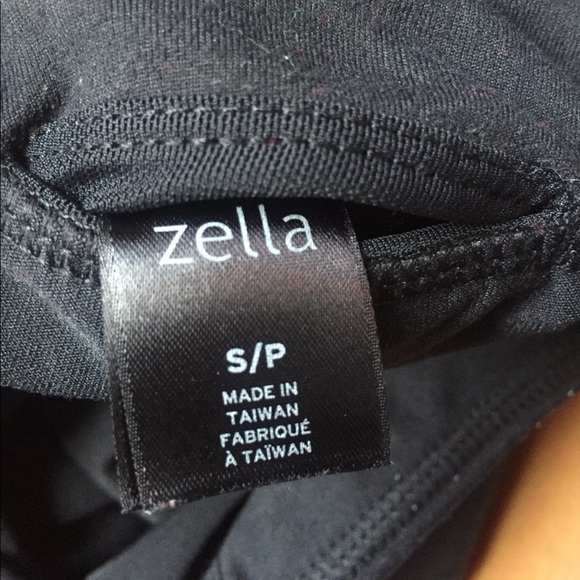 zella
S/P
MADE IN
TAIWAN
FABRIQUÉ
À TAÏWAN